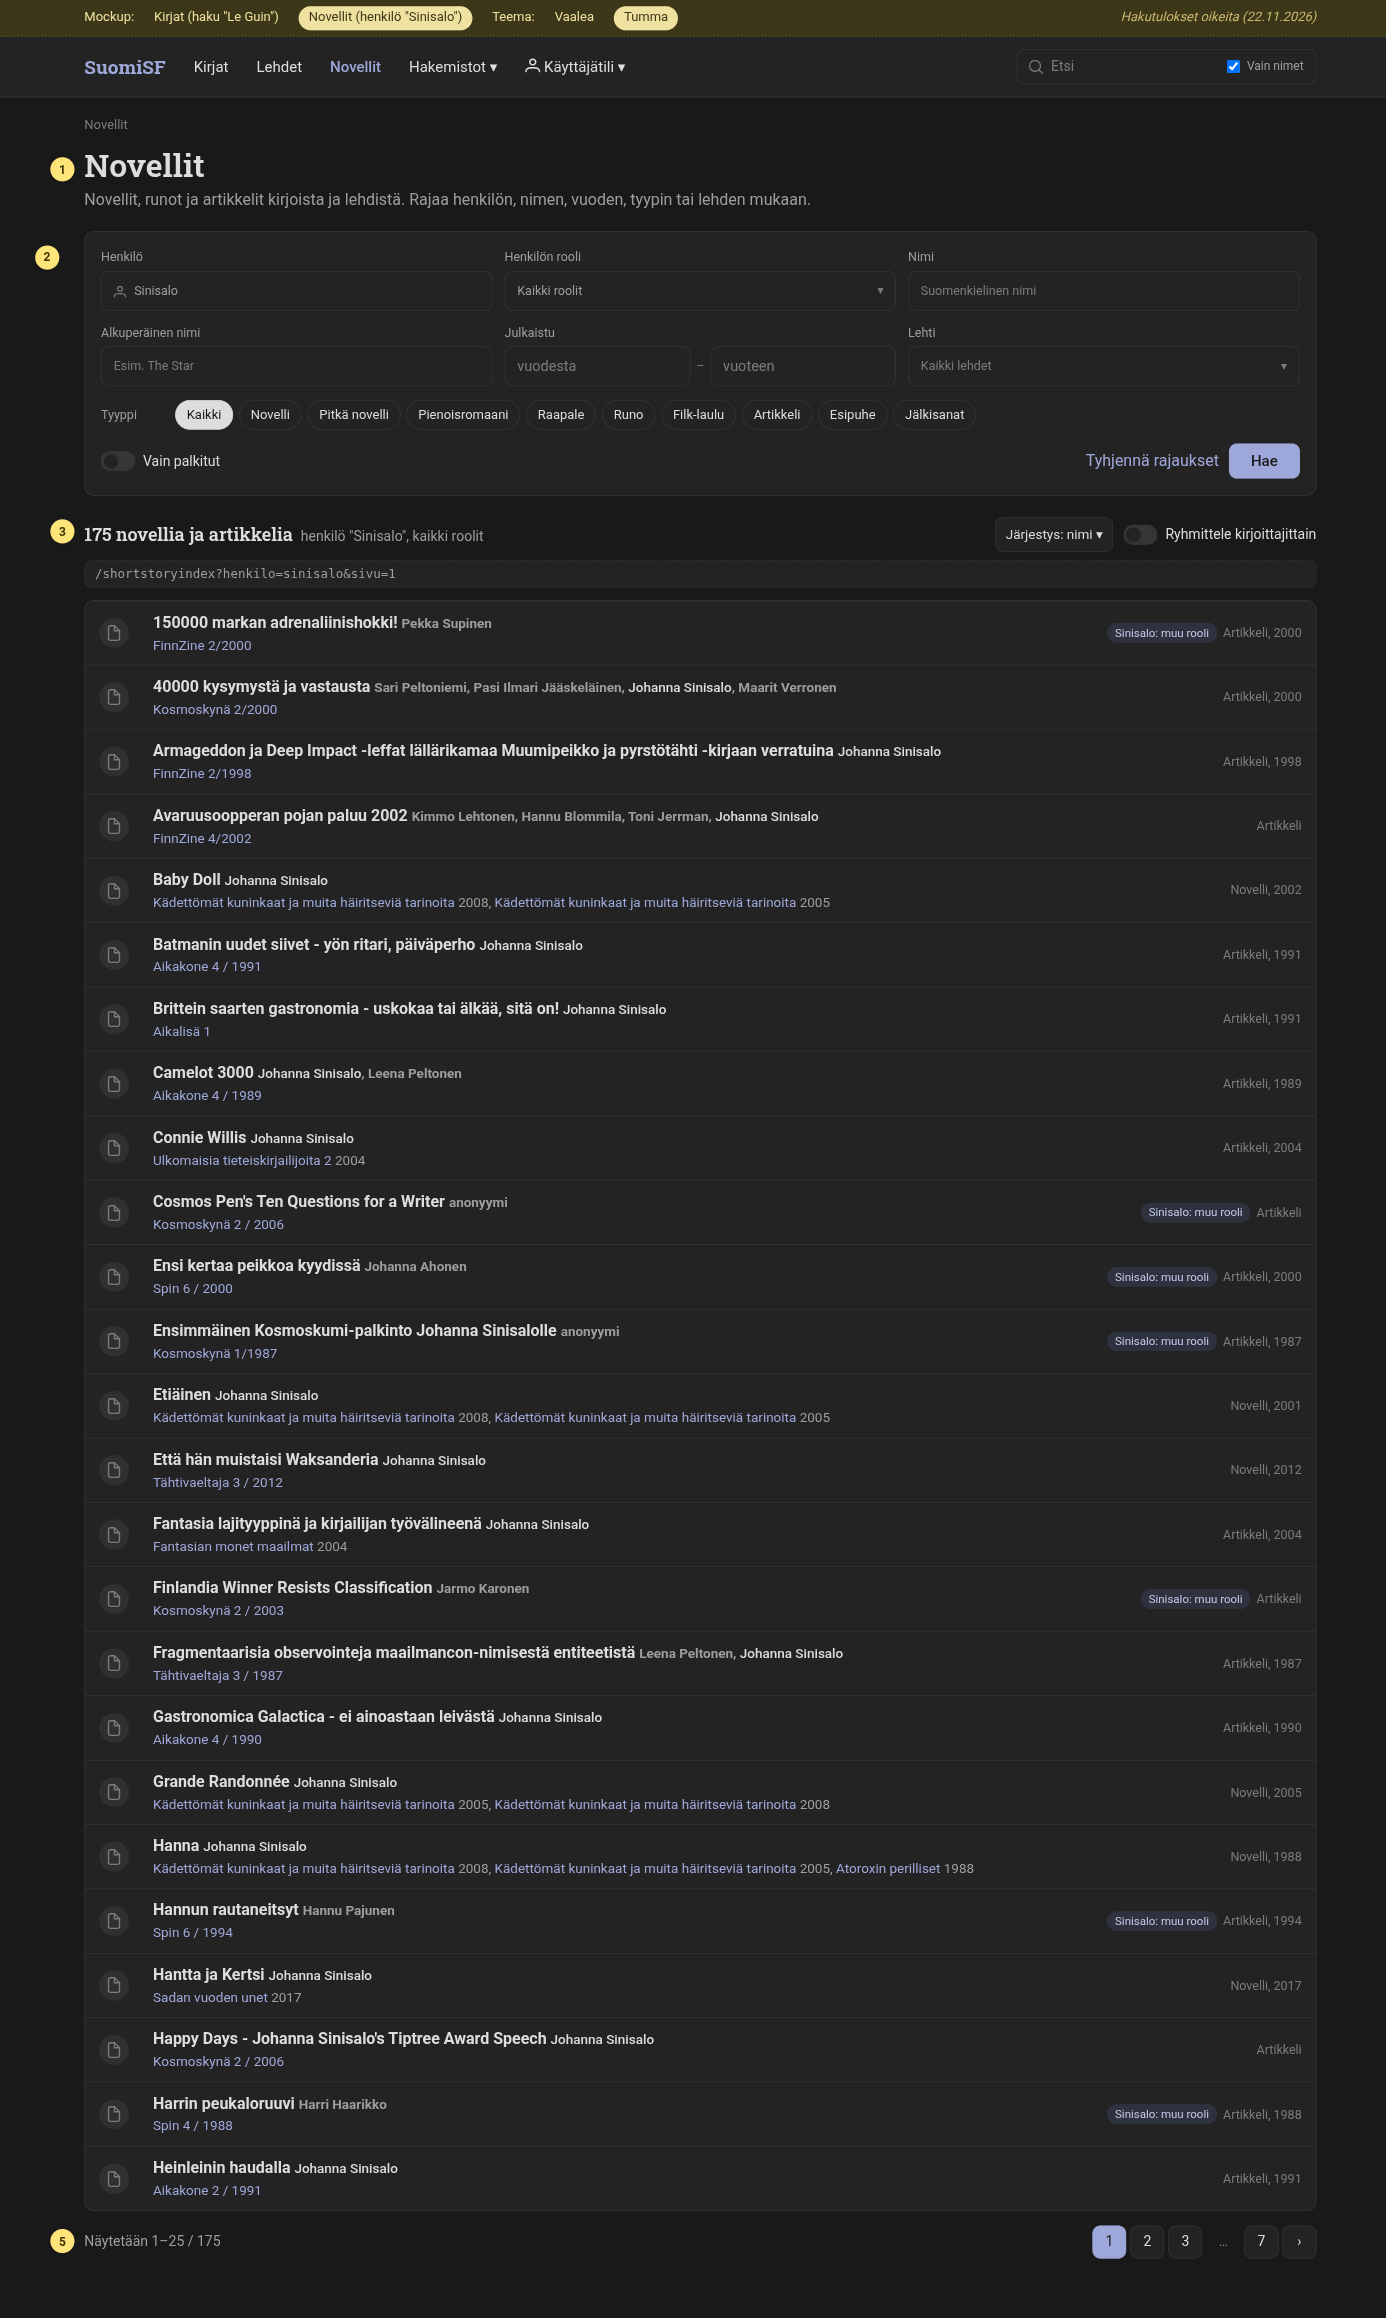 Mockup: Kirjat (haku "Le Guin") Novellit (henkilö "Sinisalo") Teema: Vaalea Tumma Hakutulokset oikeita (22.11.2026)
SuomiSF Kirjat Lehdet Novellit Hakemistot ▾ Käyttäjätili ▾ Etsi Vain nimet
Novellit
1 Novellit
Novellit, runot ja artikkelit kirjoista ja lehdistä. Rajaa henkilön, nimen, vuoden, tyypin tai lehden mukaan.
2
Henkilö Henkilön rooli Nimi
Sinisalo Kaikki roolit ▾ Suomenkielinen nimi
Alkuperäinen nimi Julkaistu Lehti
Esim. The Star vuodesta – vuoteen Kaikki lehdet ▾
Tyyppi Kaikki Novelli Pitkä novelli Pienoisromaani Raapale Runo Filk-laulu Artikkeli Esipuhe Jälkisanat
Vain palkitut Tyhjennä rajaukset Hae
3 175 novellia ja artikkelia henkilö "Sinisalo", kaikki roolit Järjestys: nimi ▾ Ryhmittele kirjoittajittain
/shortstoryindex?henkilo=sinisalo&sivu=1
150000 markan adrenaliinishokki! Pekka Supinen Sinisalo: muu rooli Artikkeli, 2000
FinnZine 2/2000
40000 kysymystä ja vastausta Sari Peltoniemi, Pasi Ilmari Jääskeläinen, Johanna Sinisalo, Maarit Verronen Artikkeli, 2000
Kosmoskynä 2/2000
Armageddon ja Deep Impact -leffat lällärikamaa Muumipeikko ja pyrstötähti -kirjaan verratuina Johanna Sinisalo Artikkeli, 1998
FinnZine 2/1998
Avaruusoopperan pojan paluu 2002 Kimmo Lehtonen, Hannu Blommila, Toni Jerrman, Johanna Sinisalo Artikkeli
FinnZine 4/2002
Baby Doll Johanna Sinisalo Novelli, 2002
Kädettömät kuninkaat ja muita häiritseviä tarinoita 2008, Kädettömät kuninkaat ja muita häiritseviä tarinoita 2005
Batmanin uudet siivet - yön ritari, päiväperho Johanna Sinisalo Artikkeli, 1991
Aikakone 4 / 1991
Brittein saarten gastronomia - uskokaa tai älkää, sitä on! Johanna Sinisalo Artikkeli, 1991
Aikalisä 1
Camelot 3000 Johanna Sinisalo, Leena Peltonen Artikkeli, 1989
Aikakone 4 / 1989
Connie Willis Johanna Sinisalo Artikkeli, 2004
Ulkomaisia tieteiskirjailijoita 2 2004
Cosmos Pen's Ten Questions for a Writer anonyymi Sinisalo: muu rooli Artikkeli
Kosmoskynä 2 / 2006
Ensi kertaa peikkoa kyydissä Johanna Ahonen Sinisalo: muu rooli Artikkeli, 2000
Spin 6 / 2000
Ensimmäinen Kosmoskumi-palkinto Johanna Sinisalolle anonyymi Sinisalo: muu rooli Artikkeli, 1987
Kosmoskynä 1/1987
Etiäinen Johanna Sinisalo Novelli, 2001
Kädettömät kuninkaat ja muita häiritseviä tarinoita 2008, Kädettömät kuninkaat ja muita häiritseviä tarinoita 2005
Että hän muistaisi Waksanderia Johanna Sinisalo Novelli, 2012
Tähtivaeltaja 3 / 2012
Fantasia lajityyppinä ja kirjailijan työvälineenä Johanna Sinisalo Artikkeli, 2004
Fantasian monet maailmat 2004
Finlandia Winner Resists Classification Jarmo Karonen Sinisalo: muu rooli Artikkeli
Kosmoskynä 2 / 2003
Fragmentaarisia observointeja maailmancon-nimisestä entiteetistä Leena Peltonen, Johanna Sinisalo Artikkeli, 1987
Tähtivaeltaja 3 / 1987
Gastronomica Galactica - ei ainoastaan leivästä Johanna Sinisalo Artikkeli, 1990
Aikakone 4 / 1990
Grande Randonnée Johanna Sinisalo Novelli, 2005
Kädettömät kuninkaat ja muita häiritseviä tarinoita 2005, Kädettömät kuninkaat ja muita häiritseviä tarinoita 2008
Hanna Johanna Sinisalo Novelli, 1988
Kädettömät kuninkaat ja muita häiritseviä tarinoita 2008, Kädettömät kuninkaat ja muita häiritseviä tarinoita 2005, Atoroxin perilliset 1988
Hannun rautaneitsyt Hannu Pajunen Sinisalo: muu rooli Artikkeli, 1994
Spin 6 / 1994
Hantta ja Kertsi Johanna Sinisalo Novelli, 2017
Sadan vuoden unet 2017
Happy Days - Johanna Sinisalo's Tiptree Award Speech Johanna Sinisalo Artikkeli
Kosmoskynä 2 / 2006
Harrin peukaloruuvi Harri Haarikko Sinisalo: muu rooli Artikkeli, 1988
Spin 4 / 1988
Heinleinin haudalla Johanna Sinisalo Artikkeli, 1991
Aikakone 2 / 1991
5 Näytetään 1–25 / 175 1 2 3 … 7 ›